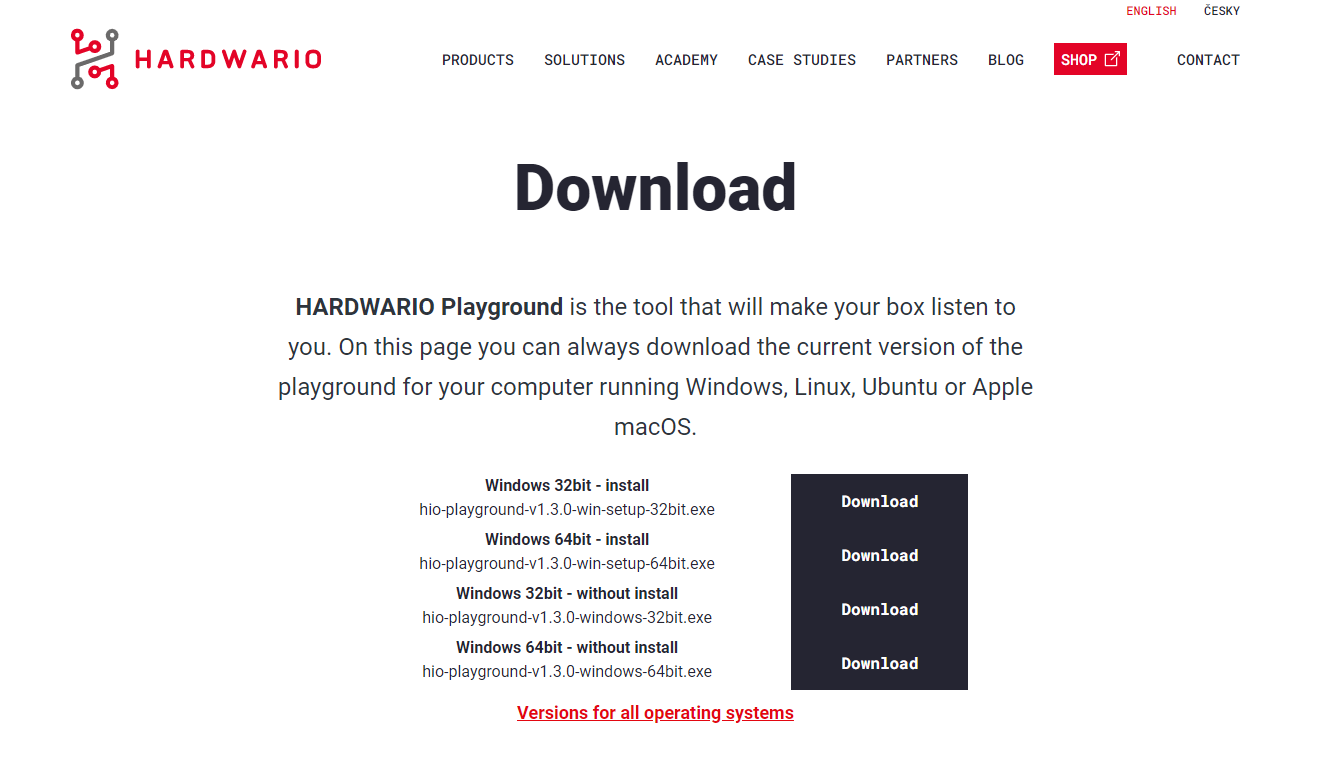 ENGLISH ČESKY
HARDWARIO
PRODUCTS SOLUTIONS ACADEMY CASE STUDIES PARTNERS BLOG SHOP CONTACT
Download
HARDWARIO Playground is the tool that will make your box listen to
you. On this page you can always download the current version of the
playground for your computer running Windows, Linux, Ubuntu or Apple
macOS.
Windows 32bit - install
hio-playground-v1.3.0-win-setup-32bit.exe
Download
Windows 64bit - install
hio-playground-v1.3.0-win-setup-64bit.exe
Download
Windows 32bit - without install
hio-playground-v1.3.0-windows-32bit.exe
Download
Windows 64bit - without install
hio-playground-v1.3.0-windows-64bit.exe
Download
Versions for all operating systems